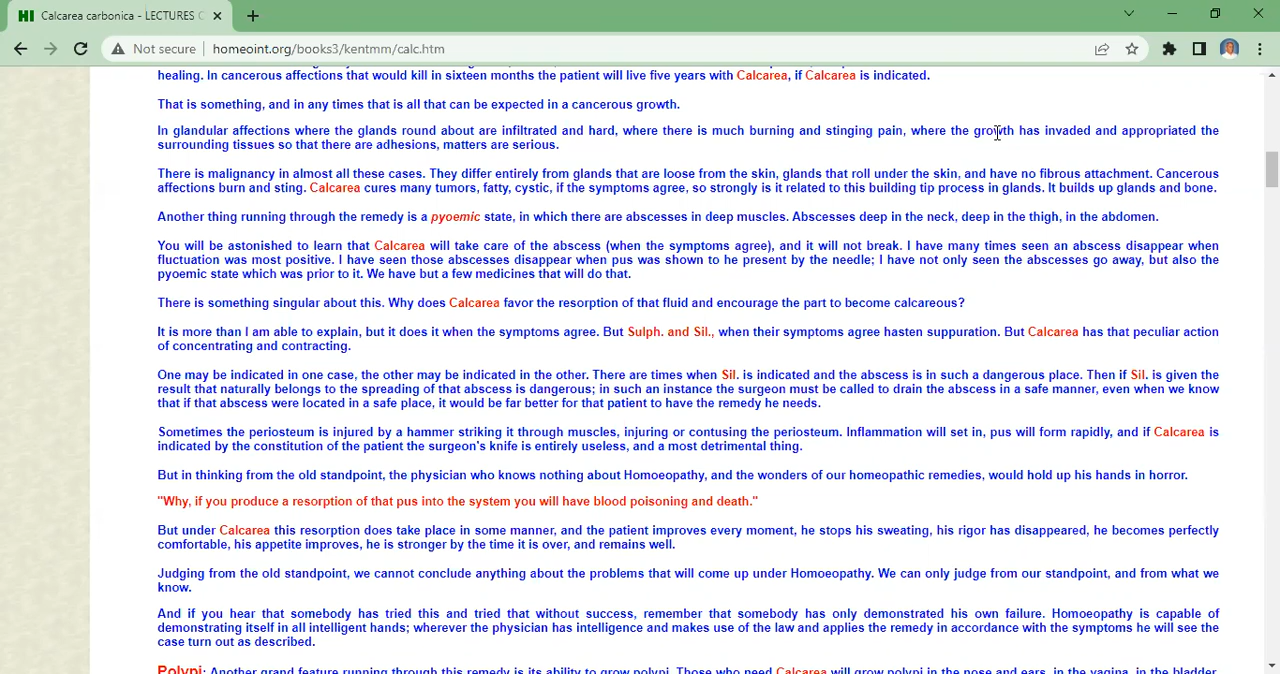 Calcarea carbonica - LECTURES
Not secure
homeoint.org/books3/kentmm/calc.htm
healing. In cancerous affections that would kill in sixteen months the patient will live five years with Calcarea, if Calcarea is indicated.
That is something, and in any times that is all that can be expected in a cancerous growth.
In glandular affections where the glands round about are infiltrated and hard, where there is much burning and stinging pain, where the growth has invaded and appropriated the
surrounding tissues so that there are adhesions, matters are serious.
There is malignancy in almost all these cases. They differ entirely from glands that are loose from the skin, glands that roll under the skin, and have no fibrous attachment. Cancerous
affections burn and sting. Calcarea cures many tumors, fatty, cystic, if the symptoms agree, so strongly is it related to this building tip process in glands. It builds up glands and bone.
Another thing running through the remedy is a pyoemic state, in which there are abscesses in deep muscles. Abscesses deep in the neck, deep in the thigh, in the abdomen.
You will be astonished to learn that Calcarea will take care of the abscess (when the symptoms agree), and it will not break. I have many times seen an abscess disappear when
fluctuation was most positive. I have seen those abscesses disappear when pus was shown to he present by the needle; I have not only seen the abscesses go away, but also the
pyoemic state which was prior to it. We have but a few medicines that will do that.
There is something singular about this. Why does Calcarea favor the resorption of that fluid and encourage the part to become calcareous?
It is more than I am able to explain, but it does it when the symptoms agree. But Sulph. and Sil., when their symptoms agree hasten suppuration. But Calcarea has that peculiar action
of concentrating and contracting.
One may be indicated in one case, the other may be indicated in the other. There are times when Sil. is indicated and the abscess is in such a dangerous place. Then if Sil. is given the
result that naturally belongs to the spreading of that abscess is dangerous; in such an instance the surgeon must be called to drain the abscess in a safe manner, even when we know
that if that abscess were located in a safe place, it would be far better for that patient to have the remedy he needs.
Sometimes the periosteum is injured by a hammer striking it through muscles, injuring or contusing the periosteum. Inflammation will set in, pus will form rapidly, and if Calcarea is
indicated by the constitution of the patient the surgeon's knife is entirely useless, and a most detrimental thing.
But in thinking from the old standpoint, the physician who knows nothing about Homoeopathy, and the wonders of our homeopathic remedies, would hold up his hands in horror.
"Why, if you produce a resorption of that pus into the system you will have blood poisoning and death."
But under Calcarea this resorption does take place in some manner, and the patient improves every moment, he stops his sweating, his rigor has disappeared, he becomes perfectly
comfortable, his appetite improves, he is stronger by the time it is over, and remains well.
Judging from the old standpoint, we cannot conclude anything about the problems that will come up under Homoeopathy. We can only judge from our standpoint, and from what we
know.
And if you hear that somebody has tried this and tried that without success, remember that somebody has only demonstrated his own failure. Homoeopathy is capable of
demonstrating itself in all intelligent hands; wherever the physician has intelligence and makes use of the law and applies the remedy in accordance with the symptoms he will see the
case turn out as described.
Polypi: Another grand feature running through this remedy is its ability to grow polypi. Those who need Calcarea will grow polypi in the nose and ears, in the vagina, in the bladder,